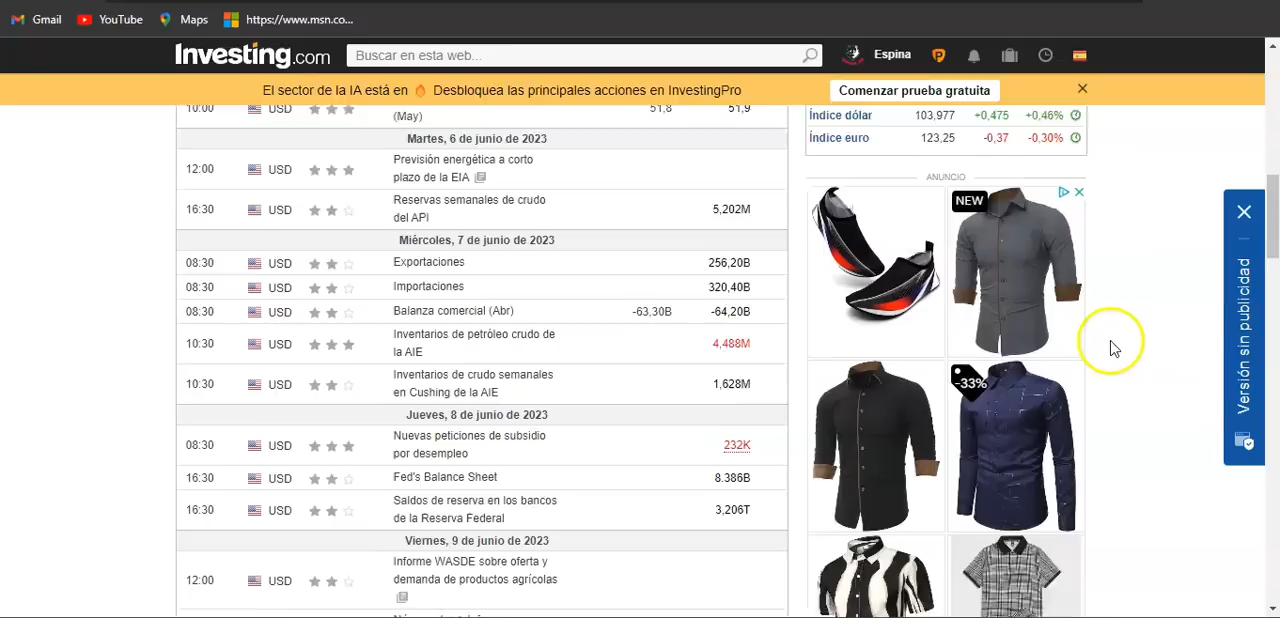 Gmail YouTube Maps https://www.msn.co...
Investing.com Buscar en esta web... Espina
El sector de la IA está en 🔥 Desbloquea las principales acciones en InvestingPro Comenzar prueba gratuita
10:00 USD (May) 51,8 51,9
Martes, 6 de junio de 2023
12:00 USD Previsión energética a corto
plazo de la EIA
16:30 USD Reservas semanales de crudo
del API 5,202M
Miércoles, 7 de junio de 2023
08:30 USD Exportaciones 256,20B
08:30 USD Importaciones 320,40B
08:30 USD Balanza comercial (Abr) -63,30B -64,20B
10:30 USD Inventarios de petróleo crudo de
la AIE 4,488M
10:30 USD Inventarios de crudo semanales
en Cushing de la AIE 1,628M
Jueves, 8 de junio de 2023
08:30 USD Nuevas peticiones de subsidio
por desempleo 232K
16:30 USD Fed's Balance Sheet 8.386B
16:30 USD Saldos de reserva en los bancos
de la Reserva Federal 3,206T
Viernes, 9 de junio de 2023
12:00 USD Informe WASDE sobre oferta y
demanda de productos agrícolas
Índice dólar 103,977 +0,475 +0,46%
Índice euro 123,25 -0,37 -0,30%
ANUNCIO
NEW
-33%
Versión sin publicidad